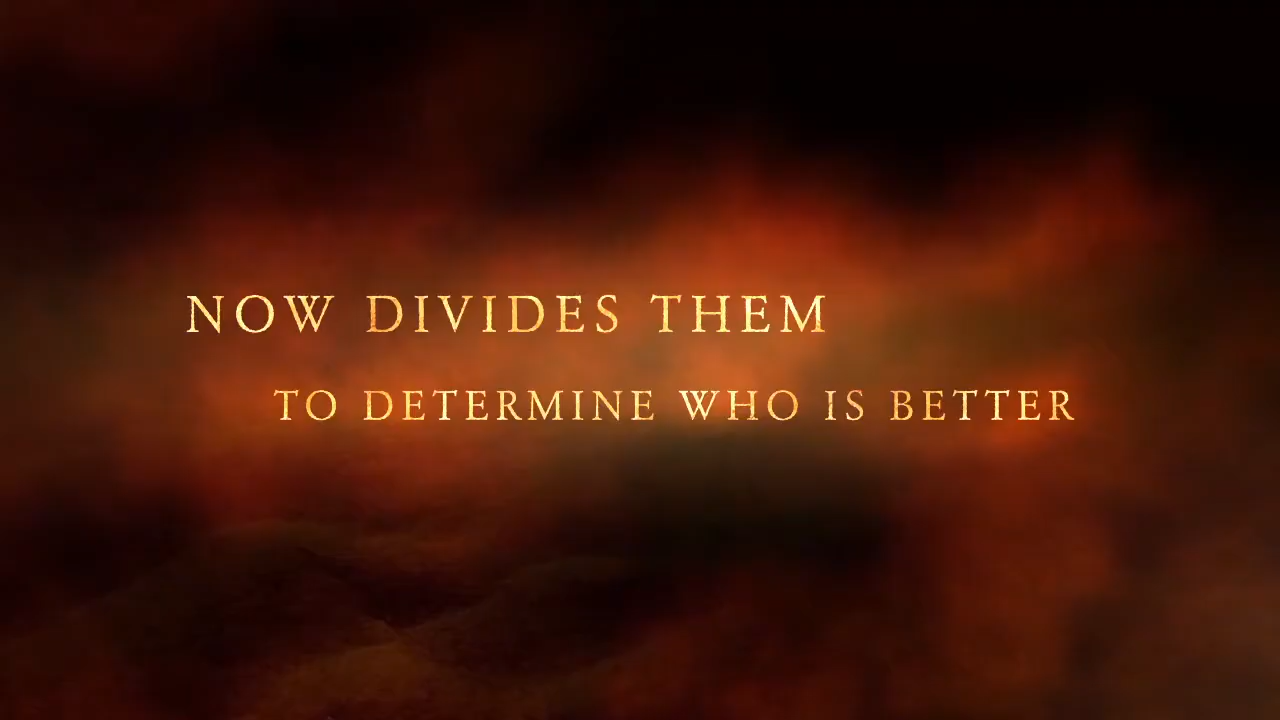 NOW DIVIDES THEM
TO DETERMINE WHO IS BETTER